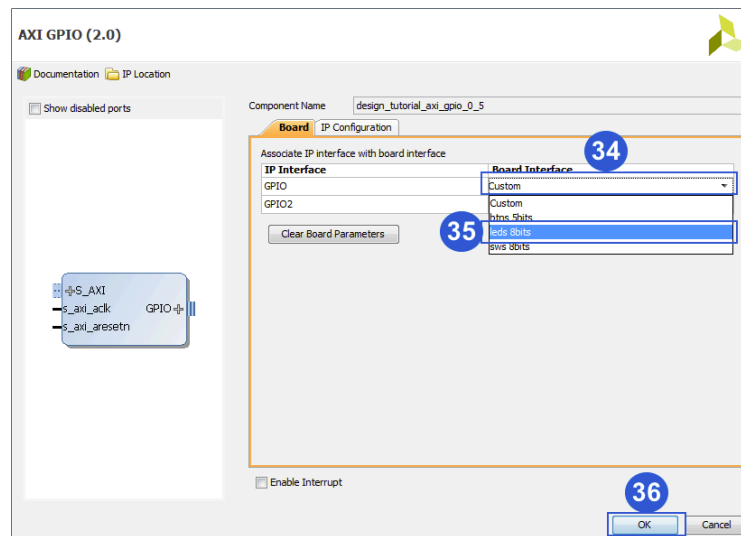 AXI GPIO (2.0)
Documentation IP Location
Show disabled ports
Component Name design_tutorial_axi_gpio_0_5
Board IP Configuration
Associate IP interface with board interface
34
IP Interface Board Interface
GPIO Custom
GPIO2 Custom
btns 5bits
Clear Board Parameters 35 leds 8bits
sws 8bits
S_AXI
s_axi_aclk GPIO
s_axi_aresetn
Enable Interrupt
36
OK Cancel